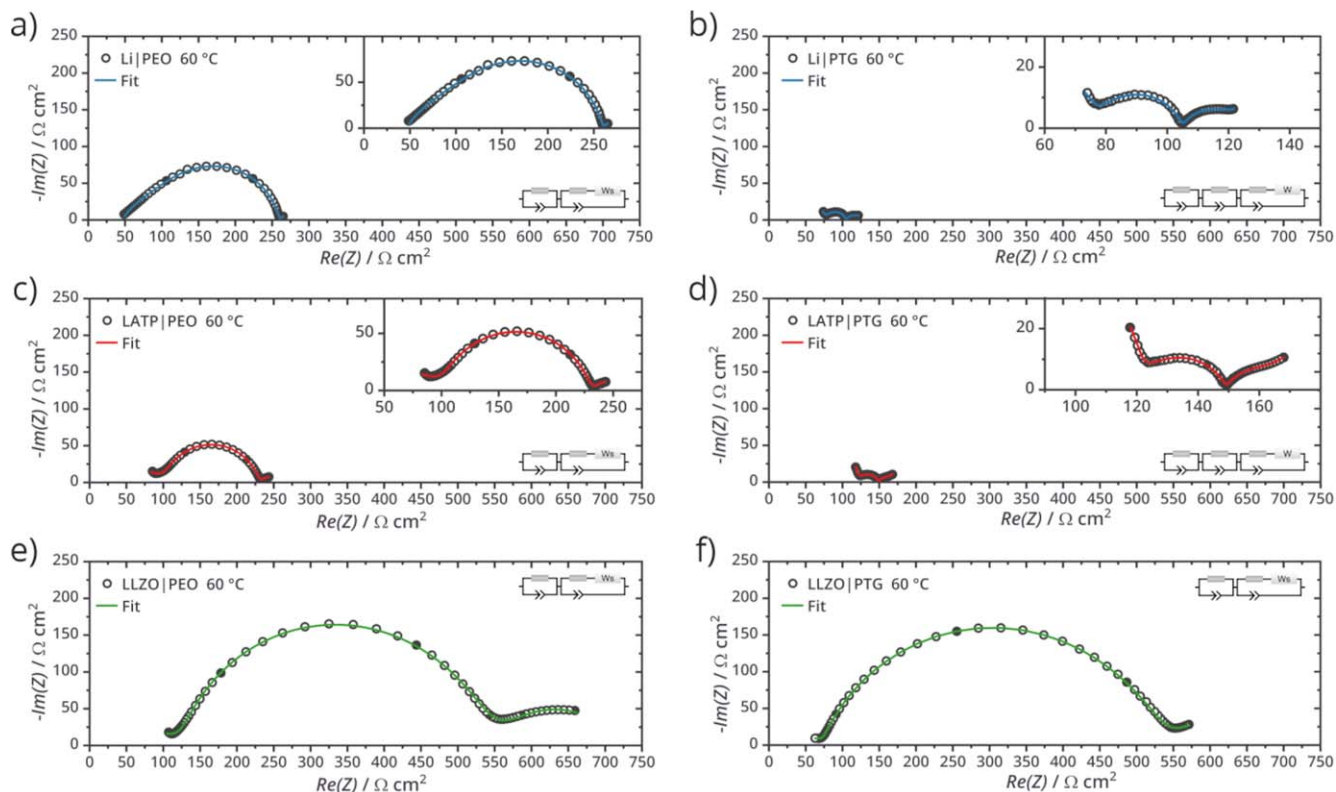 a)
250
200
150
100
50
0
-Im(Z) / Ω cm²
Li|PEO 60 °C
Fit
50
0
0 50 100 150 200 250
Ws
0 50 100 150 200 250 300 350 400 450 500 550 600 650 700 750
Re(Z) / Ω cm²
b)
250
200
150
100
50
0
-Im(Z) / Ω cm²
Li|PTG 60 °C
Fit
20
0
60 80 100 120 140
W
0 50 100 150 200 250 300 350 400 450 500 550 600 650 700 750
Re(Z) / Ω cm²
c)
250
200
150
100
50
0
-Im(Z) / Ω cm²
LATP|PEO 60 °C
Fit
50
0
50 100 150 200 250
Ws
0 50 100 150 200 250 300 350 400 450 500 550 600 650 700 750
Re(Z) / Ω cm²
d)
250
200
150
100
50
0
-Im(Z) / Ω cm²
LATP|PTG 60 °C
Fit
20
0
100 120 140 160
W
0 50 100 150 200 250 300 350 400 450 500 550 600 650 700 750
Re(Z) / Ω cm²
e)
250
200
150
100
50
0
-Im(Z) / Ω cm²
LLZO|PEO 60 °C
Fit
Ws
0 50 100 150 200 250 300 350 400 450 500 550 600 650 700 750
Re(Z) / Ω cm²
f)
250
200
150
100
50
0
-Im(Z) / Ω cm²
LLZO|PTG 60 °C
Fit
Ws
0 50 100 150 200 250 300 350 400 450 500 550 600 650 700 750
Re(Z) / Ω cm²